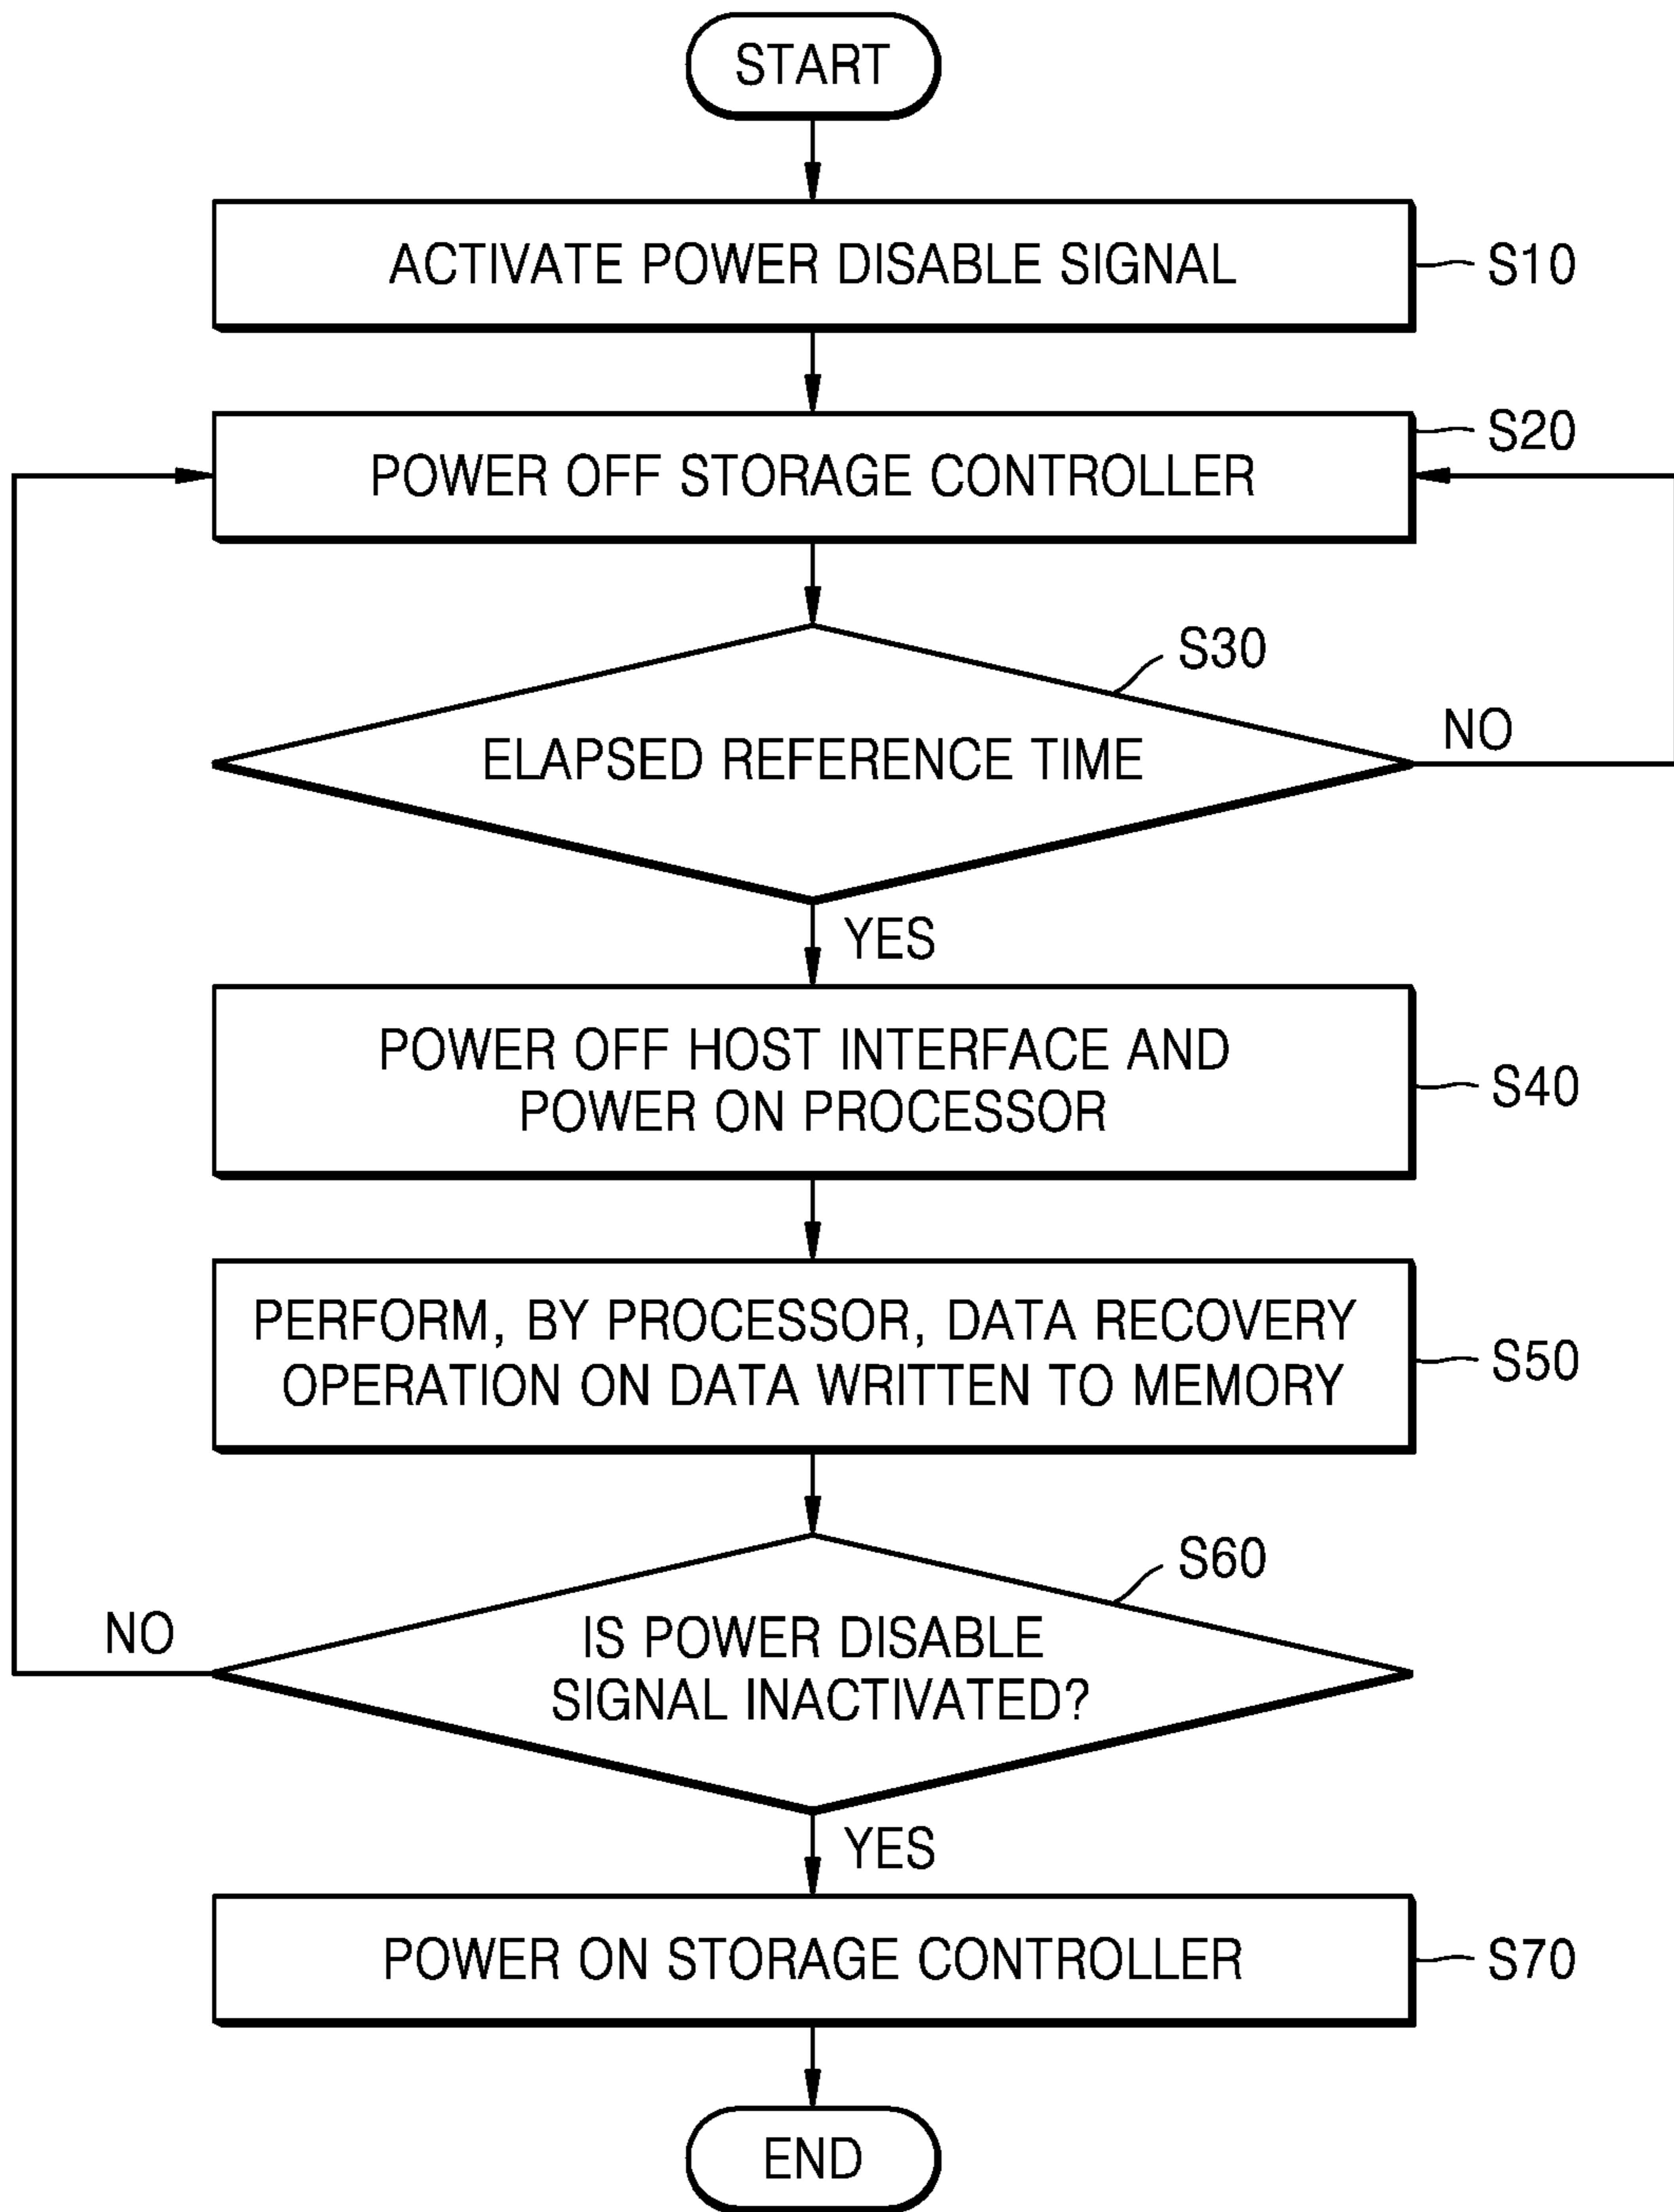 START
ACTIVATE POWER DISABLE SIGNAL
S10
S20
POWER OFF STORAGE CONTROLLER
S30
ELAPSED REFERENCE TIME
NO
YES
POWER OFF HOST INTERFACE AND
POWER ON PROCESSOR
S40
PERFORM, BY PROCESSOR, DATA RECOVERY
OPERATION ON DATA WRITTEN TO MEMORY
S50
S60
NO
IS POWER DISABLE
SIGNAL INACTIVATED?
YES
POWER ON STORAGE CONTROLLER
S70
END